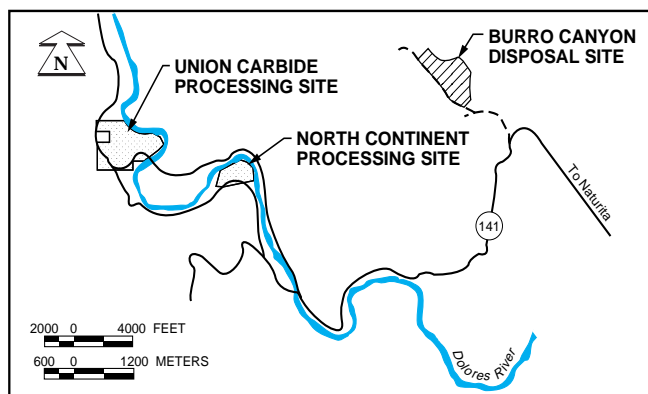 N
UNION CARBIDE
PROCESSING SITE
BURRO CANYON
DISPOSAL SITE
NORTH CONTINENT
PROCESSING SITE
To Naturita
141
Dolores River
2000 0 4000 FEET
600 0 1200 METERS